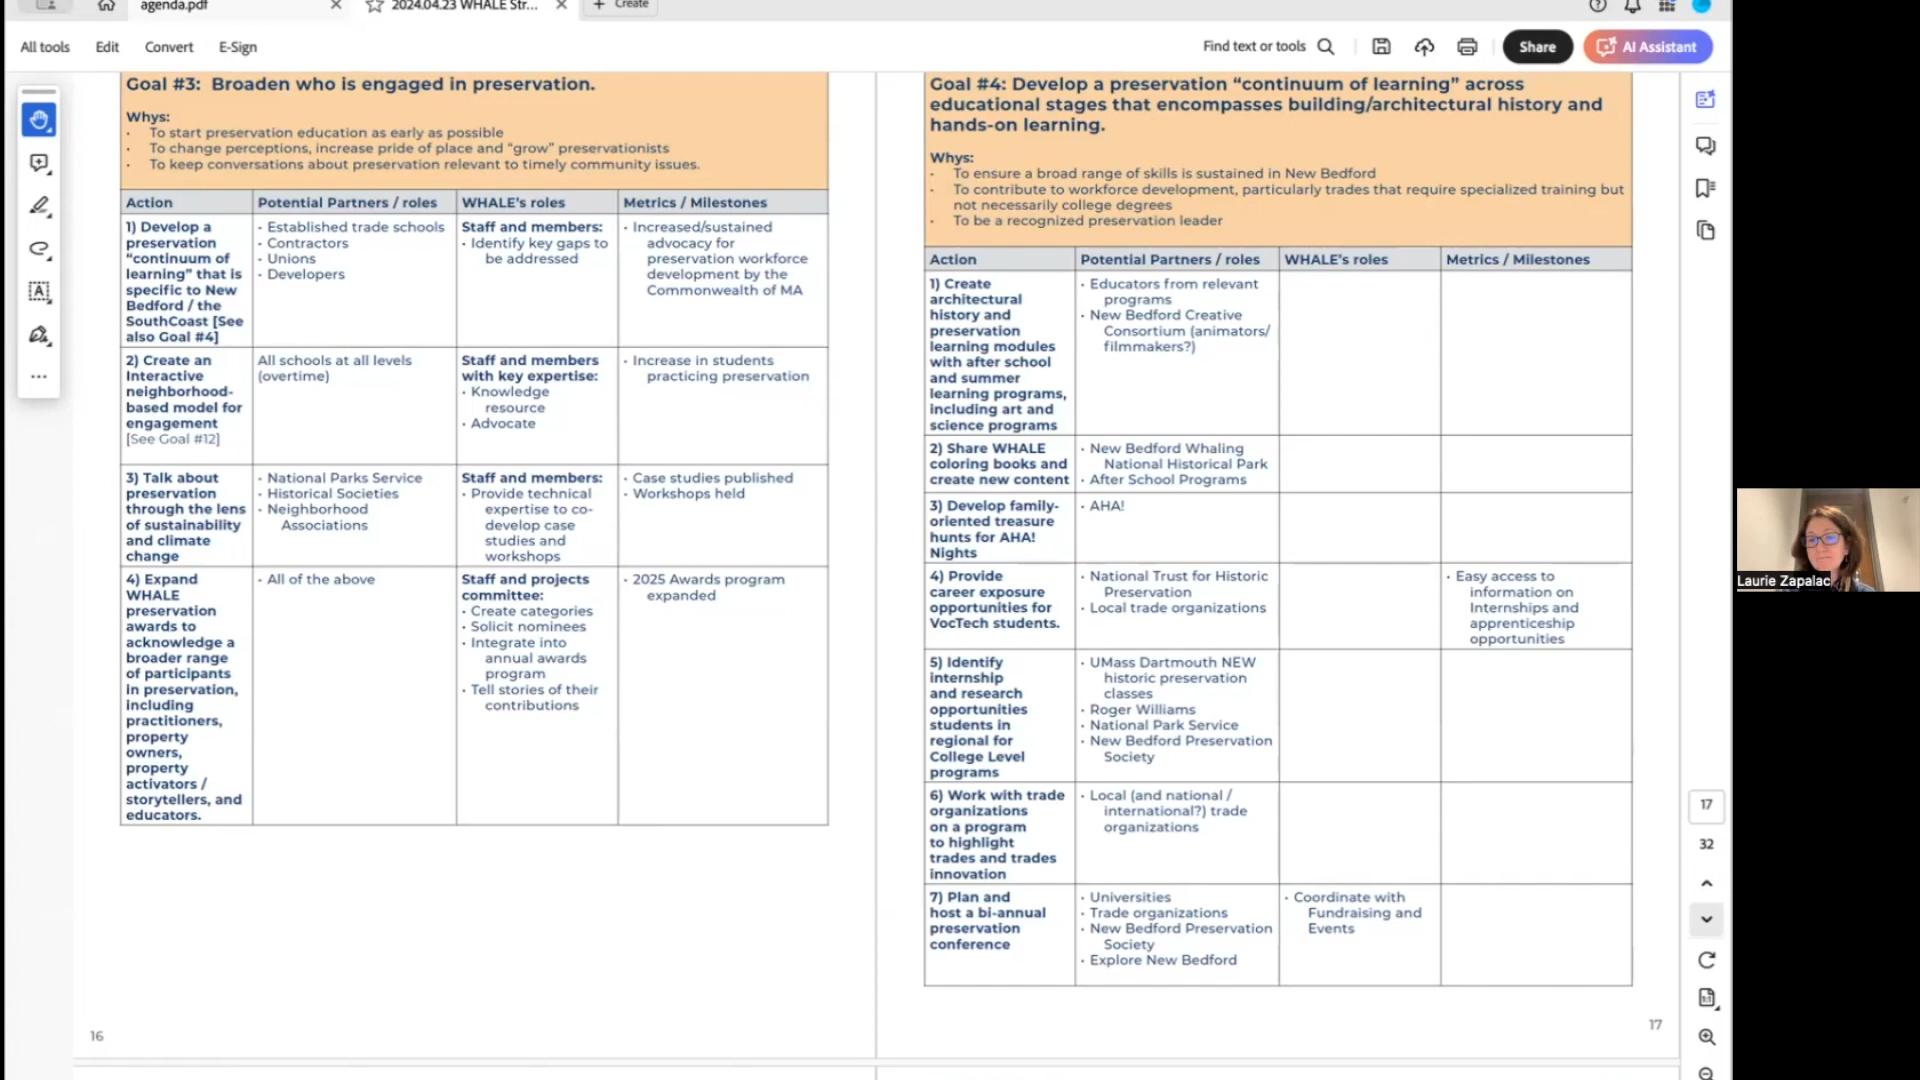 agenda.pdf
2024.04.23 WHALE Str...
Create
All tools
Edit
Convert
E-Sign
Find text or tools
Share
AI Assistant
Goal #3: Broaden who is engaged in preservation.
Whys:
· To start preservation education as early as possible
· To change perceptions, increase pride of place and “grow” preservationists
· To keep conversations about preservation relevant to timely community issues.
Action
Potential Partners / roles
WHALE’s roles
Metrics / Milestones
1) Develop a
preservation
“continuum of
learning” that is
specific to New
Bedford / the
SouthCoast [See
also Goal #4]
· Established trade schools
· Contractors
· Unions
· Developers
Staff and members:
· Identify key gaps to
be addressed
· Increased/sustained
advocacy for
preservation workforce
development by the
Commonwealth of MA
2) Create an
Interactive
neighborhood-
based model for
engagement
[See Goal #12]
All schools at all levels
(overtime)
Staff and members
with key expertise:
· Knowledge
resource
· Advocate
· Increase in students
practicing preservation
3) Talk about
preservation
through the lens
of sustainability
and climate
change
· National Parks Service
· Historical Societies
· Neighborhood
Associations
Staff and members:
· Provide technical
expertise to co-
develop case
studies and
workshops
· Case studies published
· Workshops held
4) Expand
WHALE
preservation
awards to
acknowledge a
broader range
of participants
in preservation,
including
practitioners,
property
owners,
property
activators /
storytellers, and
educators.
· All of the above
Staff and projects
committee:
· Create categories
· Solicit nominees
· Integrate into
annual awards
program
· Tell stories of their
contributions
· 2025 Awards program
expanded
16
Goal #4: Develop a preservation “continuum of learning” across
educational stages that encompasses building/architectural history and
hands-on learning.
Whys:
· To ensure a broad range of skills is sustained in New Bedford
· To contribute to workforce development, particularly trades that require specialized training but
not necessarily college degrees
· To be a recognized preservation leader
Action
Potential Partners / roles
WHALE’s roles
Metrics / Milestones
1) Create
architectural
history and
preservation
learning modules
with after school
and summer
learning programs,
including art and
science programs
· Educators from relevant
programs
· New Bedford Creative
Consortium (animators/
filmmakers?)
2) Share WHALE
coloring books and
create new content
· New Bedford Whaling
National Historical Park
· After School Programs
3) Develop family-
oriented treasure
hunts for AHA!
Nights
· AHA!
4) Provide
career exposure
opportunities for
VocTech students.
· National Trust for Historic
Preservation
· Local trade organizations
· Easy access to
information on
Internships and
apprenticeship
opportunities
5) Identify
internship
and research
opportunities
students in
regional for
College Level
programs
· UMass Dartmouth NEW
historic preservation
classes
· Roger Williams
· National Park Service
· New Bedford Preservation
Society
6) Work with trade
organizations
on a program
to highlight
trades and trades
innovation
· Local (and national /
international?) trade
organizations
7) Plan and
host a bi-annual
preservation
conference
· Universities
· Trade organizations
· New Bedford Preservation
Society
· Explore New Bedford
· Coordinate with
Fundraising and
Events
17
17
32
Laurie Zapalac